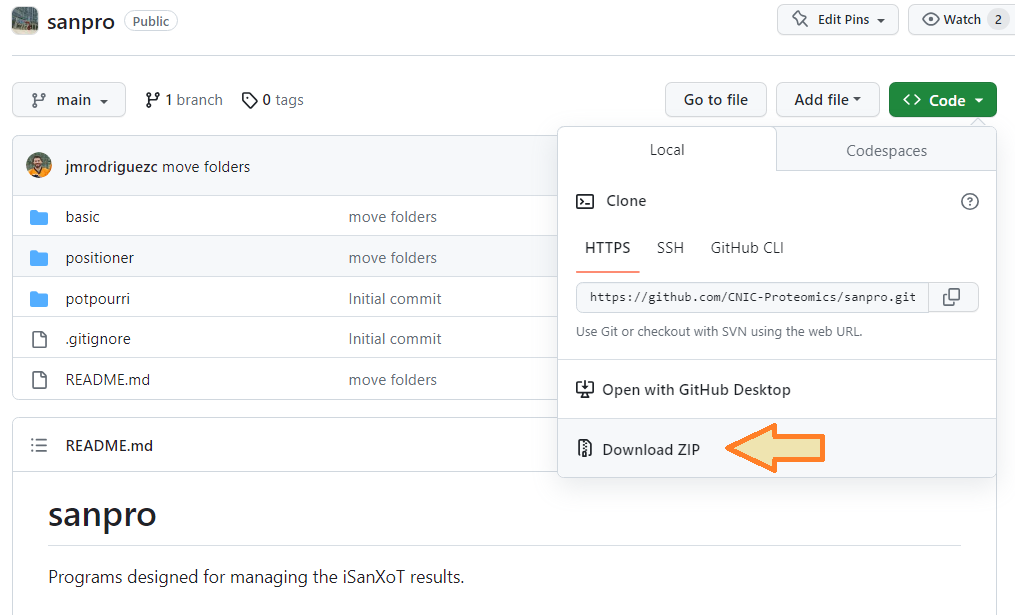 sanpro Public Edit Pins Watch 2
main 1 branch 0 tags Go to file Add file <> Code
jmrodriguezc move folders
basic move folders
positioner move folders
potpourri Initial commit
.gitignore Initial commit
README.md move folders
Local Codespaces
Clone
HTTPS SSH GitHub CLI
https://github.com/CNIC-Proteomics/sanpro.git
Use Git or checkout with SVN using the web URL.
Open with GitHub Desktop
Download ZIP
README.md
sanpro
Programs designed for managing the iSanXoT results.